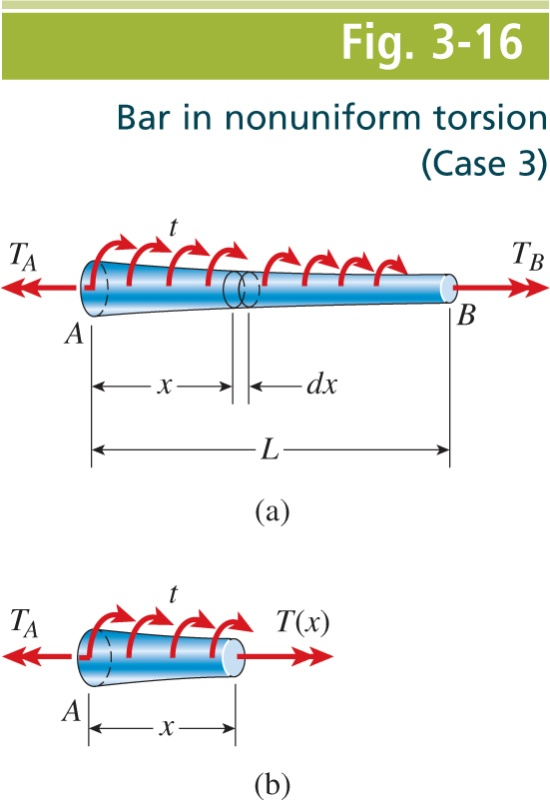 Fig. 3-16
Bar in nonuniform torsion
(Case 3)
t
T_A
T_B
A
B
x
dx
L
(a)
t
T_A
T(x)
A
x
(b)